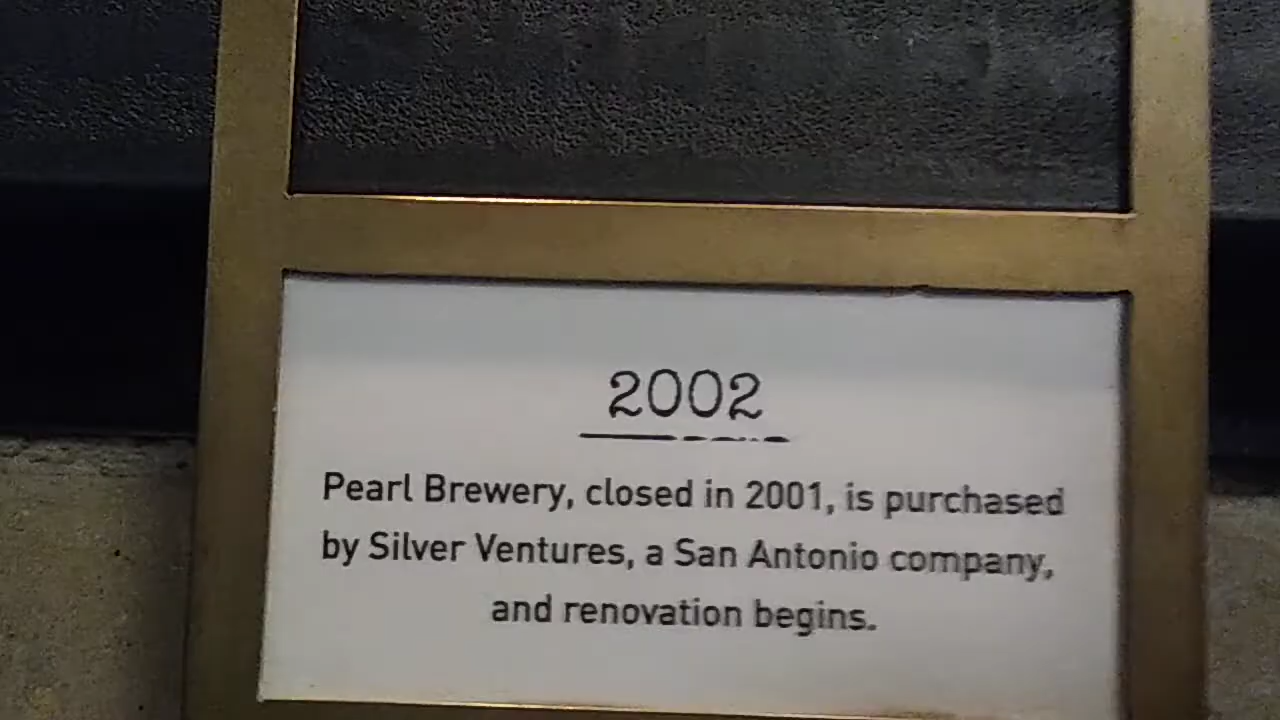 2002
Pearl Brewery, closed in 2001, is purchased
by Silver Ventures, a San Antonio company,
and renovation begins.